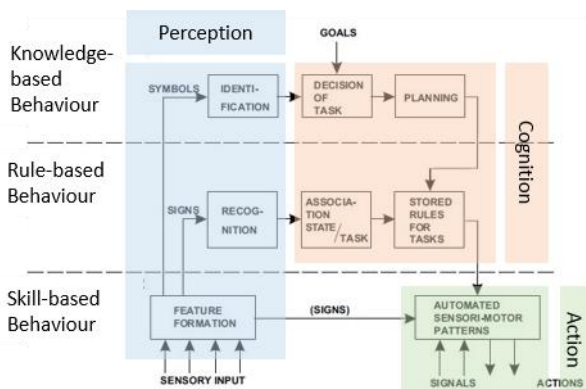 Perception
Knowledge-
based
Behaviour
GOALS
SYMBOLS
IDENTI-
FICATION
DECISION
OF
TASK
PLANNING
Cognition
Rule-based
Behaviour
SIGNS
RECOG-
NITION
ASSOCIA-
TION
STATE/
TASK
STORED
RULES
FOR
TASKS
Skill-based
Behaviour
FEATURE
FORMATION
(SIGNS)
AUTOMATED
SENSORI-MOTOR
PATTERNS
Action
SENSORY INPUT
SIGNALS
ACTIONS